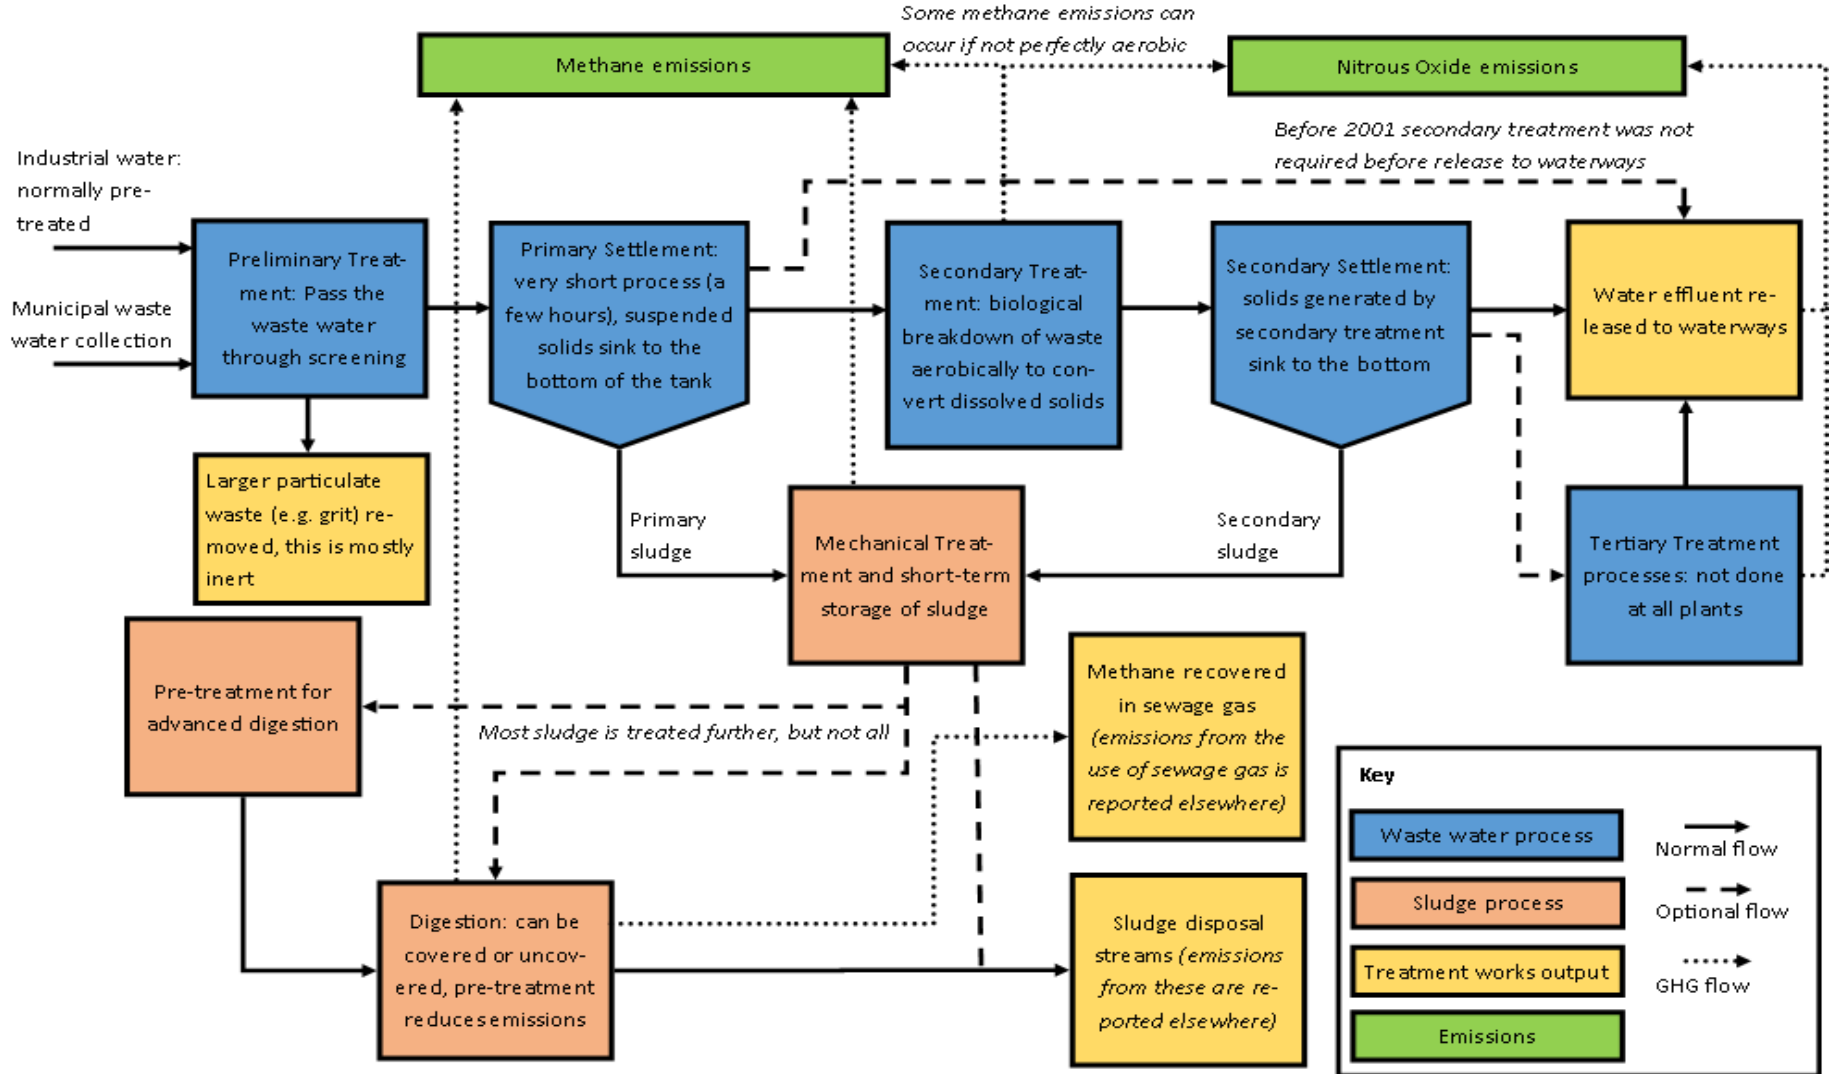 Some methane emissions can
occur if not perfectly aerobic
Methane emissions
Nitrous Oxide emissions
Before 2001 secondary treatment was not
required before release to waterways
Industrial water:
normally pre-
treated
Municipal waste
water collection
Preliminary Treat-
ment: Pass the
waste water
through screening
Primary Settlement:
very short process (a
few hours), suspended
solids sink to the
bottom of the tank
Secondary Treat-
ment: biological
breakdown of waste
aerobically to con-
vert dissolved solids
Secondary Settlement:
solids generated by
secondary treatment
sink to the bottom
Water effluent re-
leased to waterways
Larger particulate
waste (e.g. grit) re-
moved, this is mostly
inert
Primary
sludge
Mechanical Treat-
ment and short-term
storage of sludge
Secondary
sludge
Tertiary Treatment
processes: not done
at all plants
Pre-treatment for
advanced digestion
Most sludge is treated further, but not all
Methane recovered
in sewage gas
(emissions from the
use of sewage gas is
reported elsewhere)
Digestion: can be
covered or uncov-
ered, pre-treatment
reduces emissions
Sludge disposal
streams (emissions
from these are re-
ported elsewhere)
Key
Waste water process
Normal flow
Sludge process
Optional flow
Treatment works output
GHG flow
Emissions